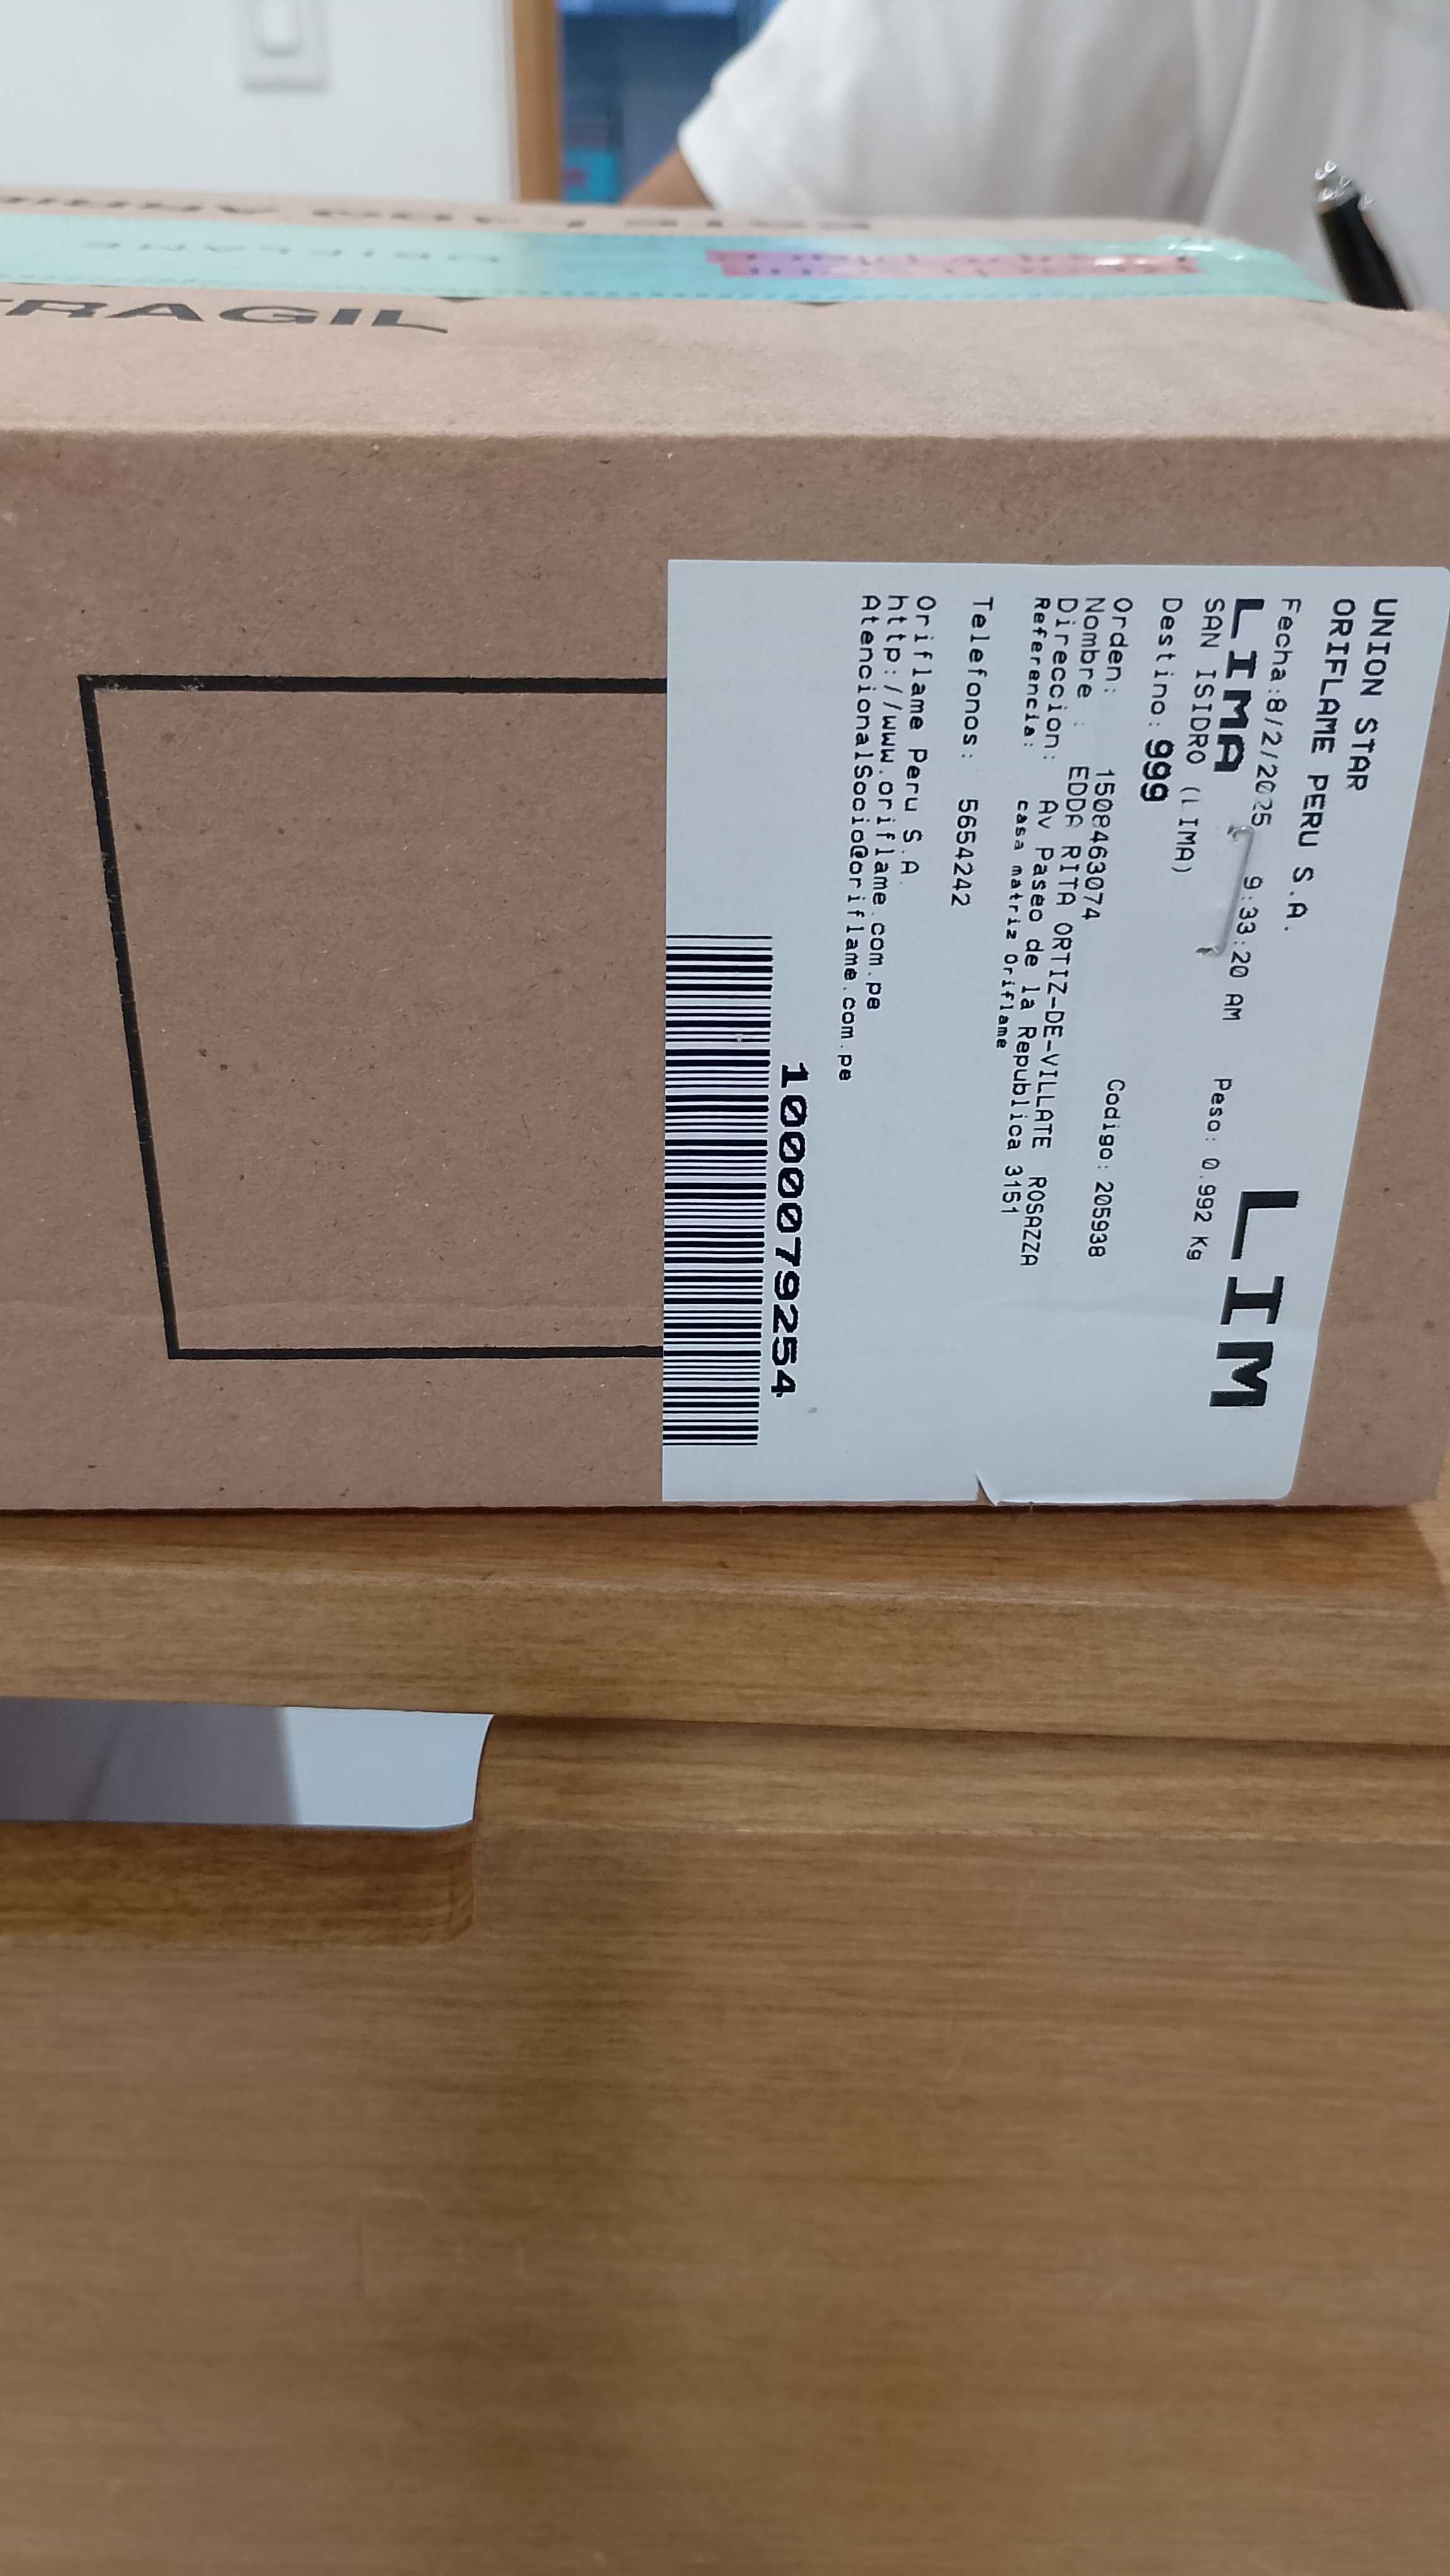 FRAGIL
ORIFLAME
UNION STAR
ORIFLAME PERU S.A.
Fecha:8/2/2025 9:33:20 AM Peso: 0.992 Kg
LIMA LIM
SAN ISIDRO (LIMA)
Destino: 999
Orden: 1508463074 Codigo: 205938
Nombre : EDDA RITA ORTIZ-DE-VILLATE ROSAZZA
Direccion: Av Paseo de la Republica 3151
Referencia: casa matriz Oriflame
Telefonos: 5654242
Oriflame Peru S.A.
http://www.oriflame.com.pe
AtencionalSocio@oriflame.com.pe
1000079254